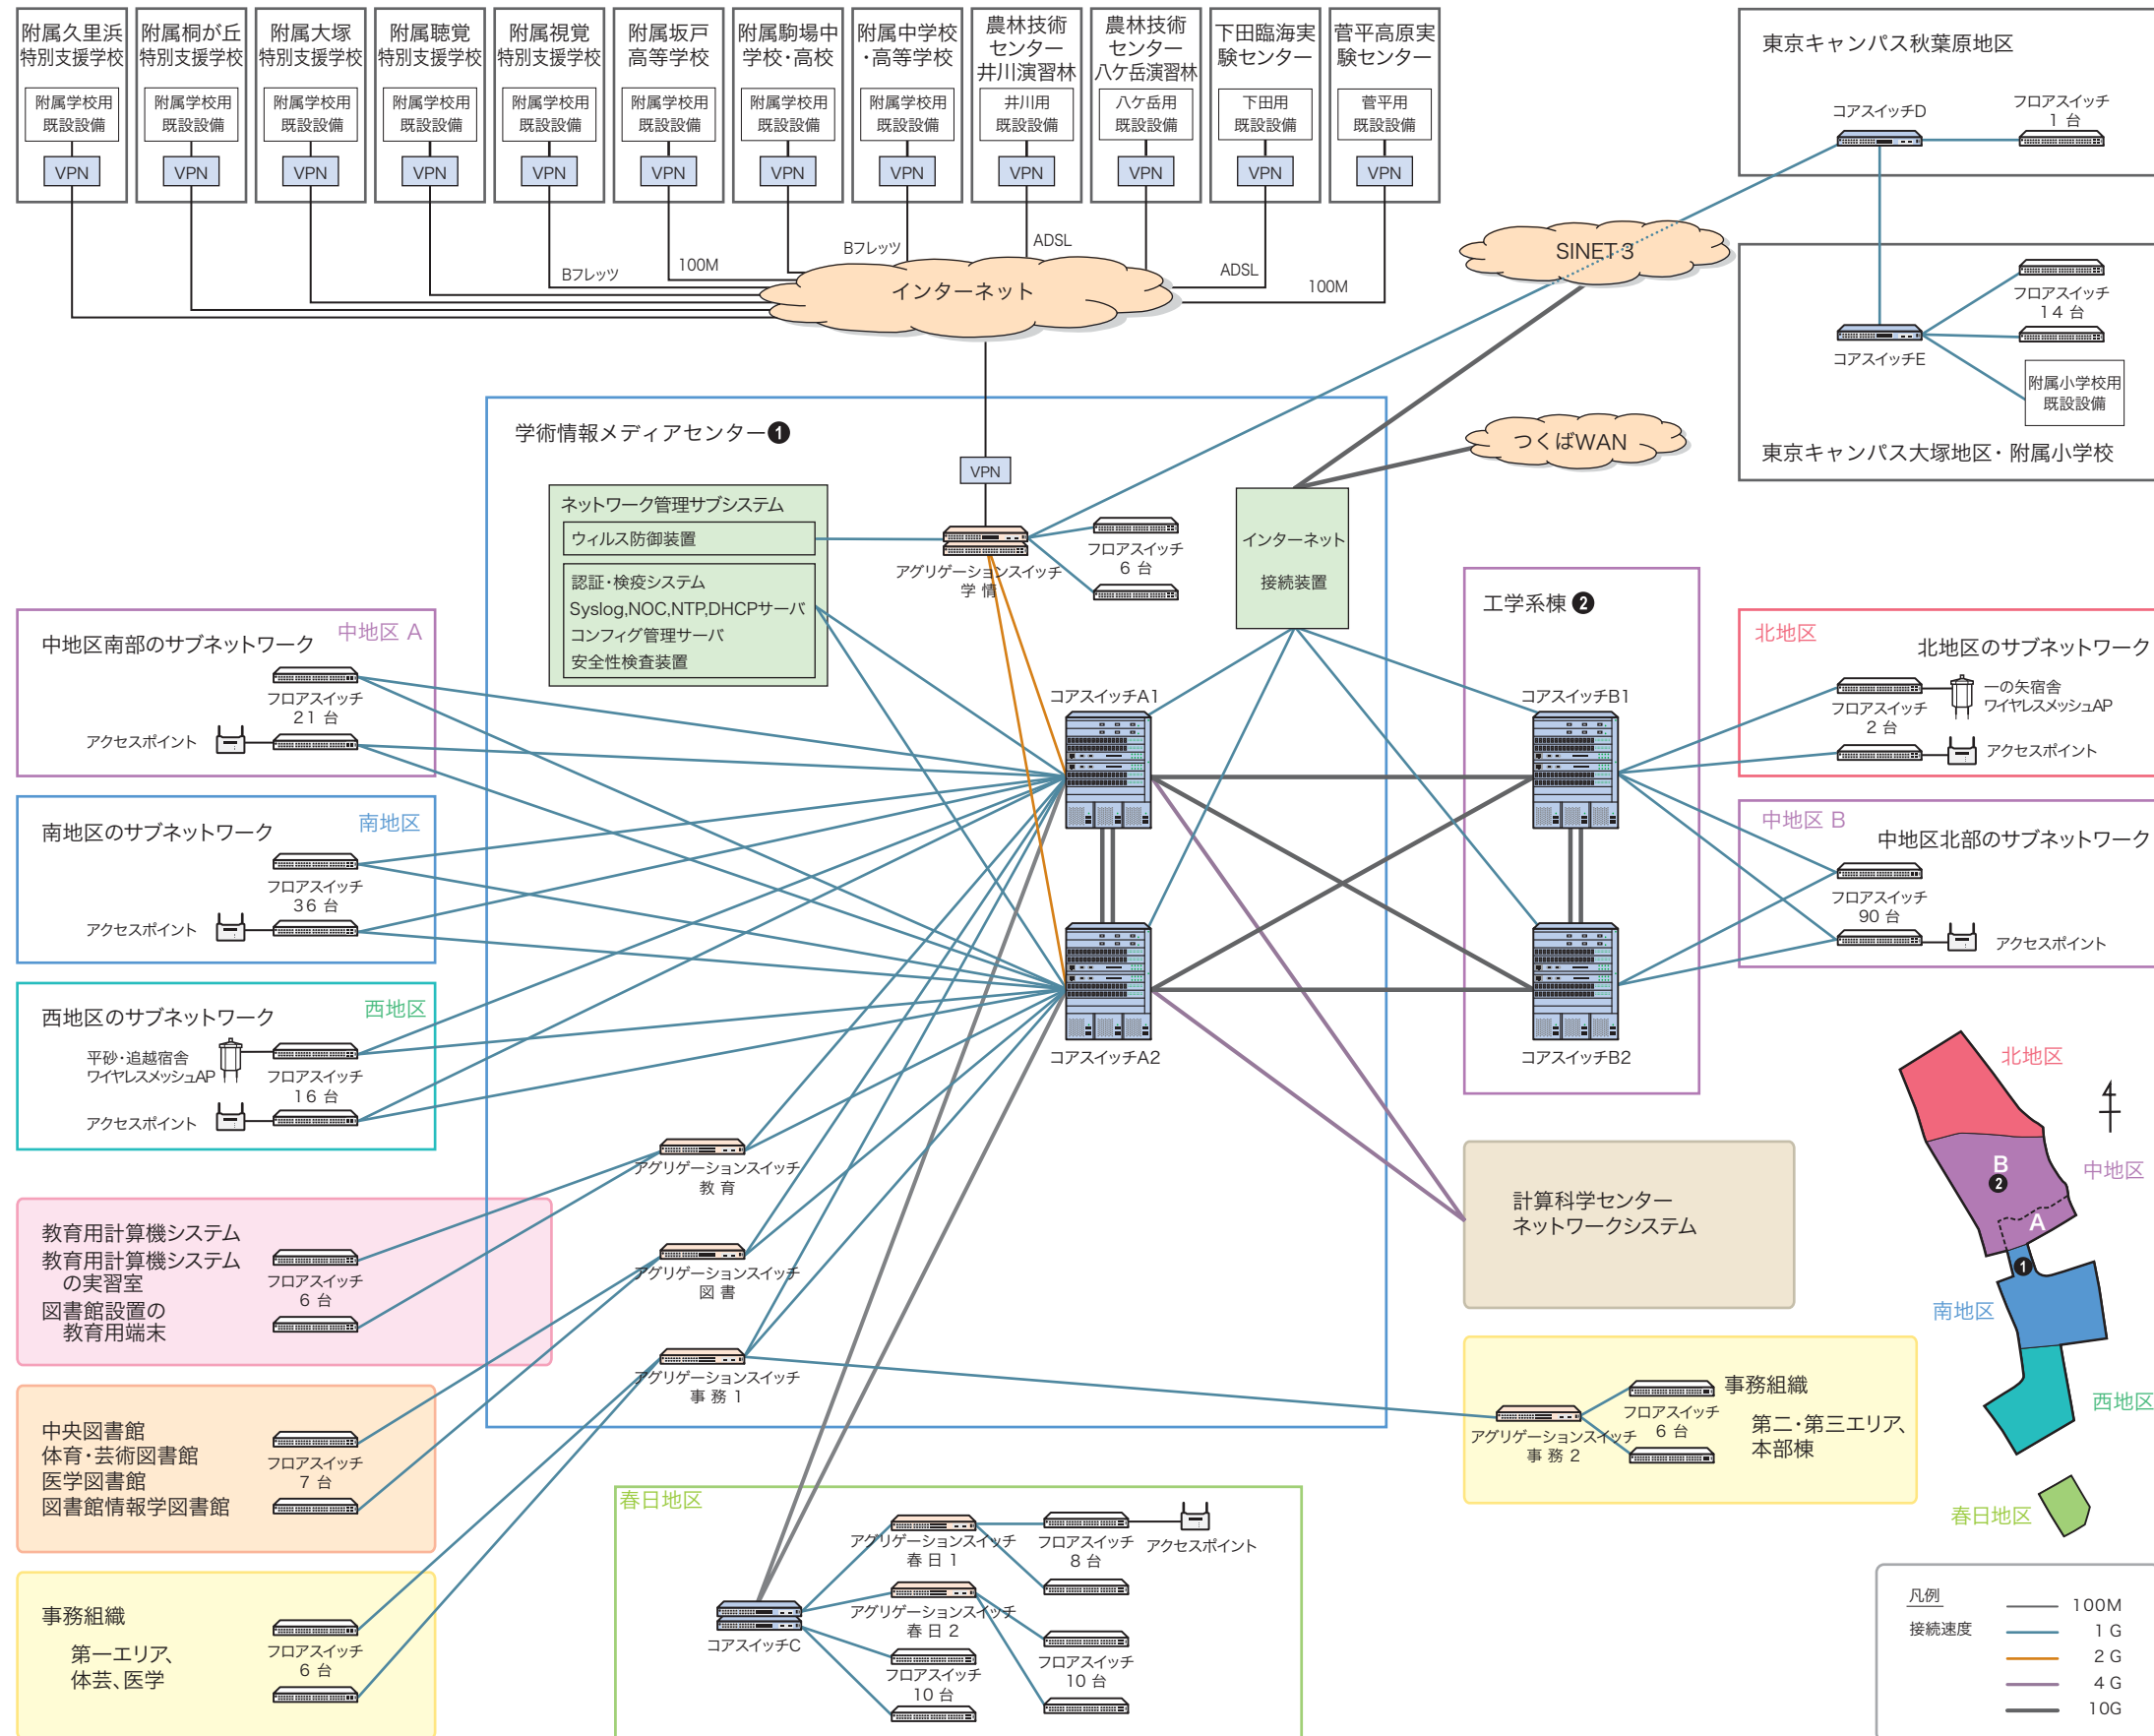 附属久里浜
特別支援学校
附属学校用
既設設備
VPN
附属桐が丘
特別支援学校
附属学校用
既設設備
VPN
附属大塚
特別支援学校
附属学校用
既設設備
VPN
附属聴覚
特別支援学校
附属学校用
既設設備
VPN
附属視覚
特別支援学校
附属学校用
既設設備
VPN
附属坂戸
高等学校
附属学校用
既設設備
VPN
附属駒場中
学校・高校
附属学校用
既設設備
VPN
附属中学校
・高等学校
附属学校用
既設設備
VPN
農林技術
センター
井川演習林
井川用
既設設備
VPN
農林技術
センター
八ケ岳演習林
八ケ岳用
既設設備
VPN
下田臨海実
験センター
下田用
既設設備
VPN
菅平高原実
験センター
菅平用
既設設備
VPN
Bフレッツ
100M
Bフレッツ
ADSL
ADSL
100M
インターネット
SINET3
つくばWAN
東京キャンパス秋葉原地区
コアスイッチD
フロアスイッチ
1 台
フロアスイッチ
14 台
コアスイッチE
附属小学校用
既設設備
東京キャンパス大塚地区・附属小学校
学術情報メディアセンター❶
VPN
ネットワーク管理サブシステム
ウィルス防御装置
認証・検疫システム
Syslog,NOC,NTP,DHCPサーバ
コンフィグ管理サーバ
安全性検査装置
アグリゲーションスイッチ
学 情
フロアスイッチ
6 台
インターネット
接続装置
工学系棟 ❷
コアスイッチA1
コアスイッチB1
コアスイッチA2
コアスイッチB2
中地区 A
中地区南部のサブネットワーク
フロアスイッチ
21 台
アクセスポイント
南地区
南地区のサブネットワーク
フロアスイッチ
36 台
アクセスポイント
西地区
西地区のサブネットワーク
平砂・追越宿舎
ワイヤレスメッシュAP
フロアスイッチ
16 台
アクセスポイント
北地区
北地区のサブネットワーク
フロアスイッチ
2 台
一の矢宿舎
ワイヤレスメッシュAP
アクセスポイント
中地区 B
中地区北部のサブネットワーク
フロアスイッチ
90 台
アクセスポイント
アグリゲーションスイッチ
教 育
アグリゲーションスイッチ
図 書
アグリゲーションスイッチ
事 務 1
教育用計算機システム
教育用計算機システム
の実習室
図書館設置の
教育用端末
フロアスイッチ
6 台
中央図書館
体育・芸術図書館
医学図書館
図書館情報学図書館
フロアスイッチ
7 台
事務組織
第一エリア、
体芸、医学
フロアスイッチ
6 台
計算科学センター
ネットワークシステム
アグリゲーションスイッチ
事 務 2
フロアスイッチ
6 台
事務組織
第二・第三エリア、
本部棟
春日地区
コアスイッチC
アグリゲーションスイッチ
春 日 1
フロアスイッチ
8 台
アクセスポイント
アグリゲーションスイッチ
春 日 2
フロアスイッチ
10 台
フロアスイッチ
10 台
北地区
B
❷
中地区
A
❶
南地区
西地区
春日地区
凡例
接続速度
100M
1 G
2 G
4 G
10G